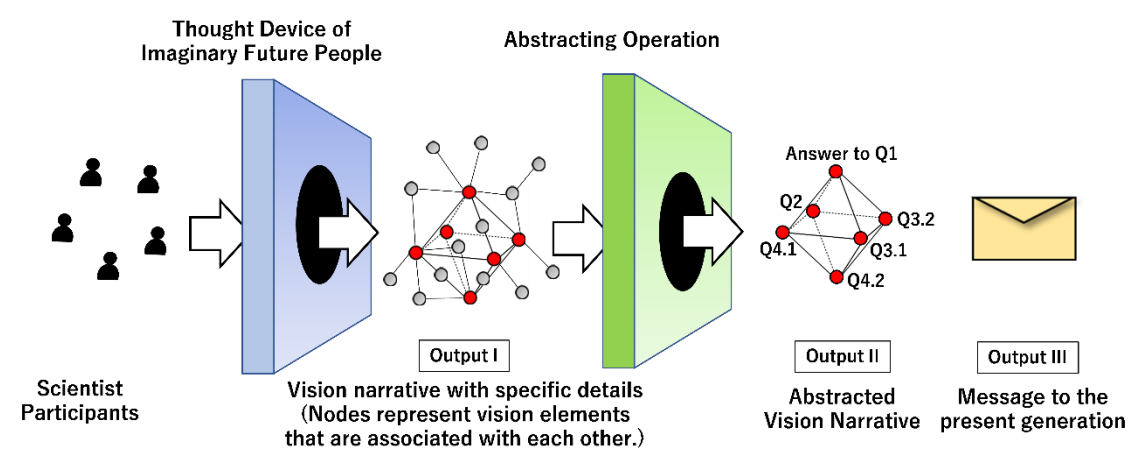 Thought Device of
Imaginary Future People
Abstracting Operation
Answer to Q1
Q2
Q3.2
Q4.1
Q3.1
Q4.2
Output I
Output II
Output III
Scientist
Participants
Vision narrative with specific details
(Nodes represent vision elements
that are associated with each other.)
Abstracted
Vision Narrative
Message to the
present generation